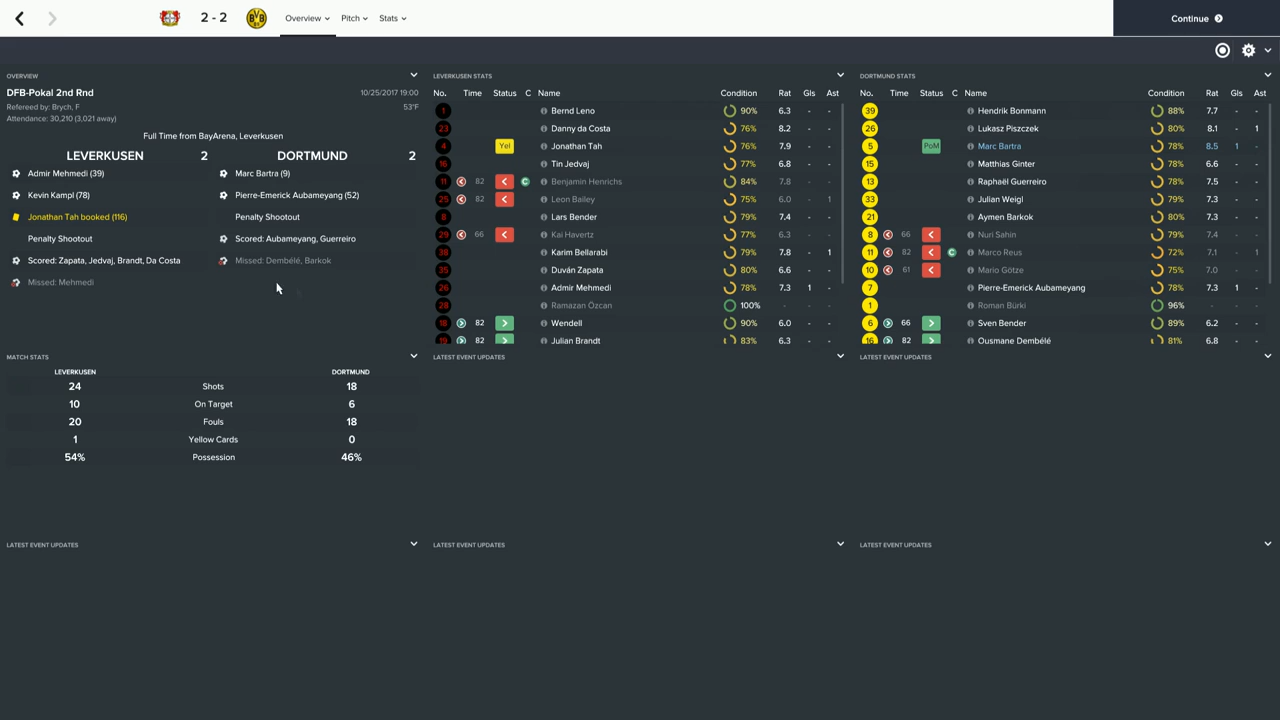 2 - 2
Overview
Pitch
Stats
Continue
OVERVIEW
DFB-Pokal 2nd Rnd
10/25/2017 19:00
Refereed by: Brych, F
53°F
Attendance: 30,210 (3,021 away)
Full Time from BayArena, Leverkusen
LEVERKUSEN 2 DORTMUND 2
Admir Mehmedi (39) Marc Bartra (9)
Kevin Kampl (78) Pierre-Emerick Aubameyang (52)
Jonathan Tah booked (116) Penalty Shootout
Penalty Shootout Scored: Aubameyang, Guerreiro
Scored: Zapata, Jedvaj, Brandt, Da Costa Missed: Dembélé, Barkok
Missed: Mehmedi
LEVERKUSEN STATS
No. Time Status C Name Condition Rat Gls Ast
1 Bernd Leno 90% 6.3 - -
23 Danny da Costa 76% 8.2 - -
4 Yel Jonathan Tah 76% 7.9 - -
16 Tin Jedvaj 77% 6.8 - -
11 82 C Benjamin Henrichs 84% 7.8 - -
25 82 Leon Bailey 75% 6.0 - 1
8 Lars Bender 79% 7.4 - -
29 66 Kai Havertz 77% 6.3 - -
38 Karim Bellarabi 79% 7.8 - 1
35 Duván Zapata 80% 6.6 - -
26 Admir Mehmedi 78% 7.3 1 -
28 Ramazan Özcan 100% - - -
18 82 Wendell 90% 6.0 - -
19 82 Julian Brandt 83% 6.3 - -
DORTMUND STATS
No. Time Status C Name Condition Rat Gls Ast
39 Hendrik Bonmann 88% 7.7 - -
26 Lukasz Piszczek 80% 8.1 - 1
5 PoM Marc Bartra 78% 8.5 1 -
15 Matthias Ginter 78% 6.6 - -
13 Raphaël Guerreiro 78% 7.5 - -
33 Julian Weigl 79% 7.3 - -
21 Aymen Barkok 80% 7.3 - -
8 66 Nuri Sahin 79% 7.4 - -
11 82 C Marco Reus 72% 7.1 - 1
10 61 Mario Götze 75% 7.0 - -
7 Pierre-Emerick Aubameyang 78% 7.3 1 -
1 Roman Bürki 96% - - -
6 66 Sven Bender 89% 6.2 - -
16 82 Ousmane Dembélé 81% 6.8 - -
MATCH STATS
LEVERKUSEN DORTMUND
24 Shots 18
10 On Target 6
20 Fouls 18
1 Yellow Cards 0
54% Possession 46%
LATEST EVENT UPDATES
LATEST EVENT UPDATES
LATEST EVENT UPDATES
LATEST EVENT UPDATES
LATEST EVENT UPDATES